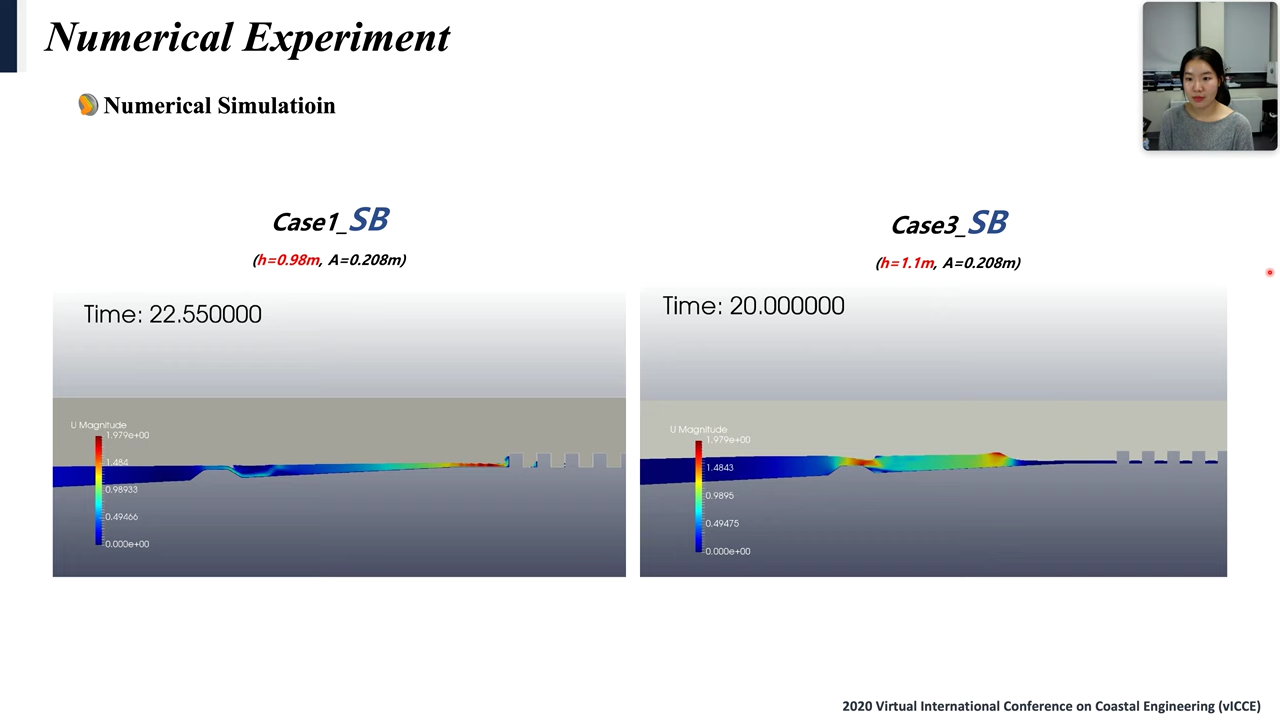 Numerical Experiment
Numerical Simulatioin
Case1_SB
(h=0.98m, A=0.208m)
Time: 22.550000
U Magnitude
1.979e+00
1.484
0.98933
0.49466
0.000e+00
Case3_SB
(h=1.1m, A=0.208m)
Time: 20.000000
U Magnitude
1.979e+00
1.4843
0.9895
0.49475
0.000e+00
2020 Virtual International Conference on Coastal Engineering (vICCE)